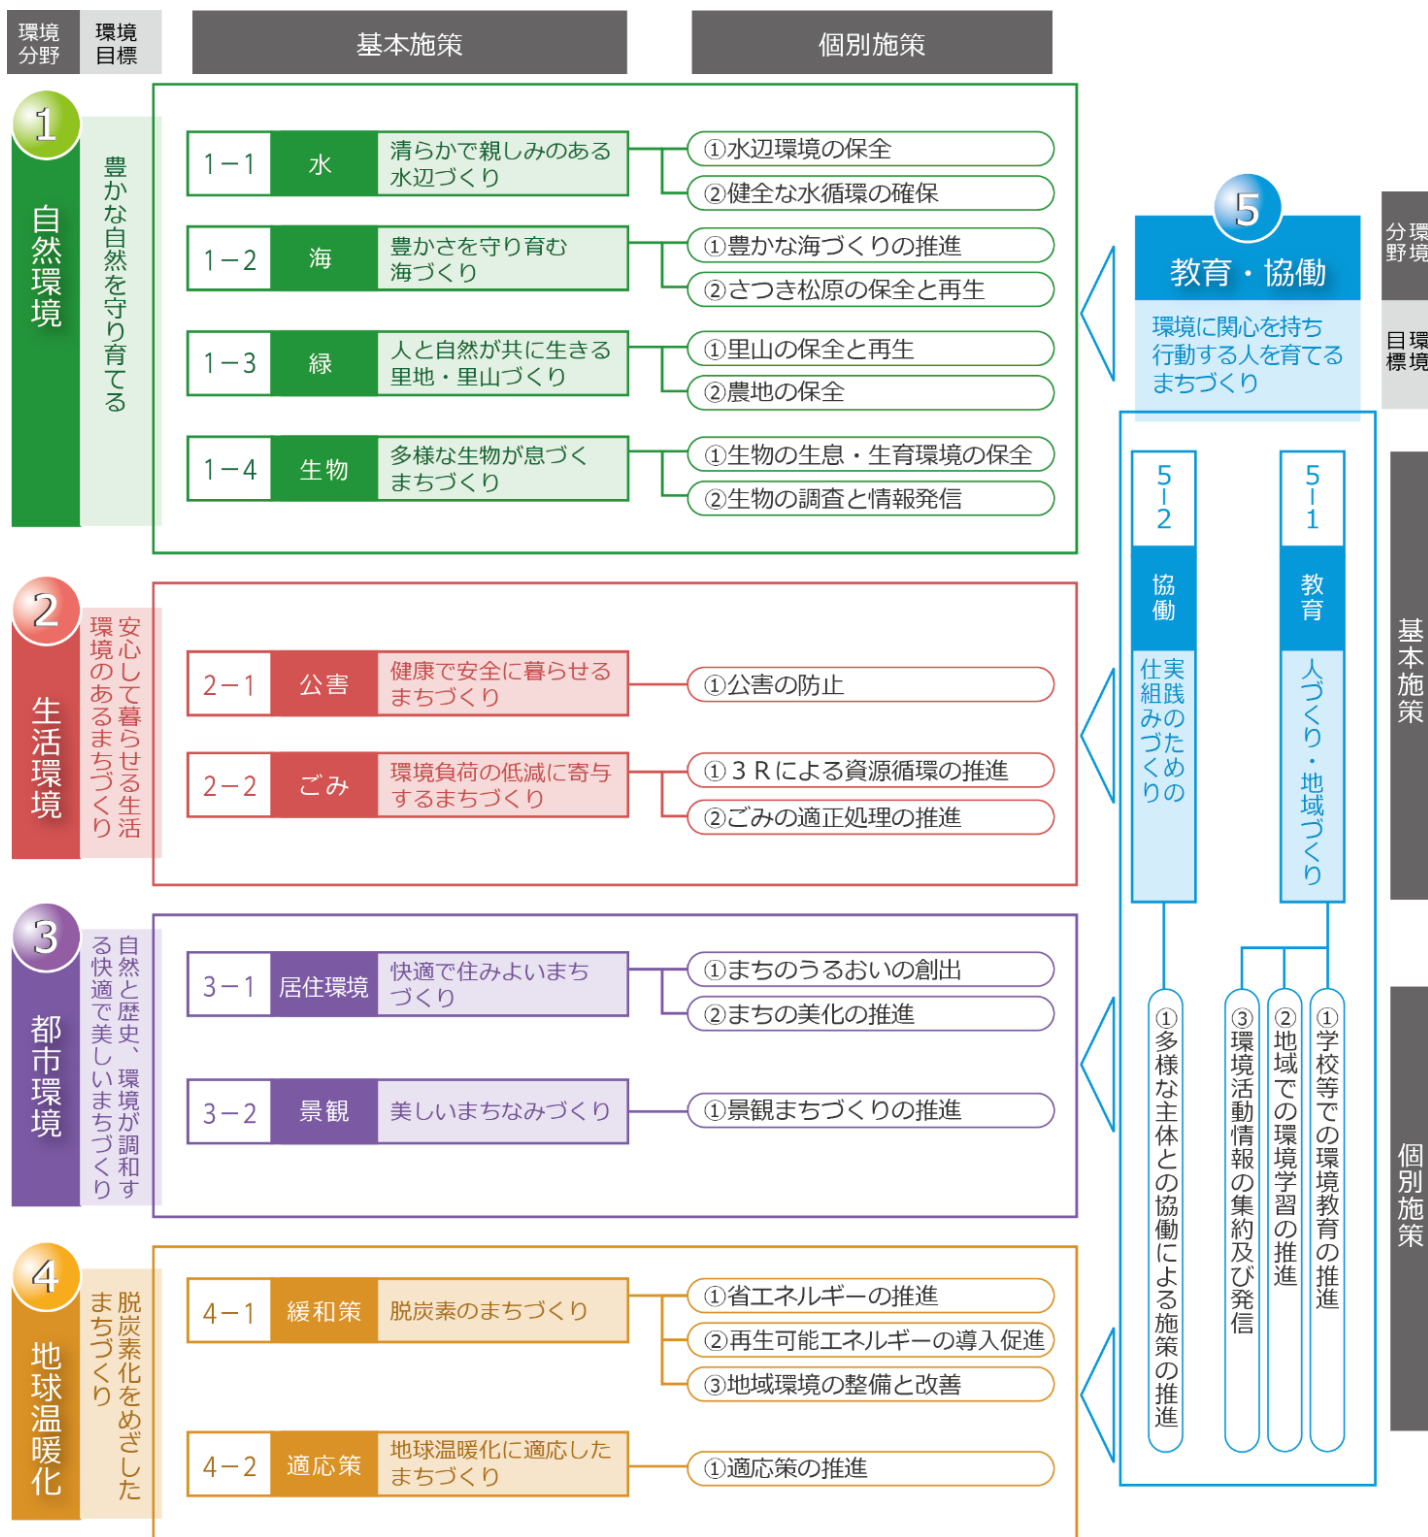 環境
分野
環境
目標
基本施策
個別施策
1
自然環境
豊かな自然を守り育てる
1－1
水
清らかで親しみのある
水辺づくり
①水辺環境の保全
②健全な水循環の確保
1－2
海
豊かさを守り育む
海づくり
①豊かな海づくりの推進
②さつき松原の保全と再生
1－3
緑
人と自然が共に生きる
里地・里山づくり
①里山の保全と再生
②農地の保全
1－4
生物
多様な生物が息づく
まちづくり
①生物の生息・生育環境の保全
②生物の調査と情報発信
2
生活環境
安心して暮らせる生活
環境のあるまちづくり
2－1
公害
健康で安全に暮らせる
まちづくり
①公害の防止
2－2
ごみ
環境負荷の低減に寄与
するまちづくり
①３Ｒによる資源循環の推進
②ごみの適正処理の推進
3
都市環境
自然と歴史、環境が調和す
る快適で美しいまちづくり
3－1
居住環境
快適で住みよいまち
づくり
①まちのうるおいの創出
②まちの美化の推進
3－2
景観
美しいまちなみづくり
①景観まちづくりの推進
4
地球温暖化
脱炭素化をめざした
まちづくり
4－1
緩和策
脱炭素のまちづくり
①省エネルギーの推進
②再生可能エネルギーの導入促進
③地域環境の整備と改善
4－2
適応策
地球温暖化に適応した
まちづくり
①適応策の推進
5
教育・協働
環境に関心を持ち
行動する人を育てる
まちづくり
環境
分野
環境
目標
基本施策
個別施策
5－1
教育
人づくり・地域づくり
①学校等での環境教育の推進
②地域での環境学習の推進
③環境活動情報の集約及び発信
5－2
協働
実践のための
仕組みづくり
①多様な主体との協働による施策の推進